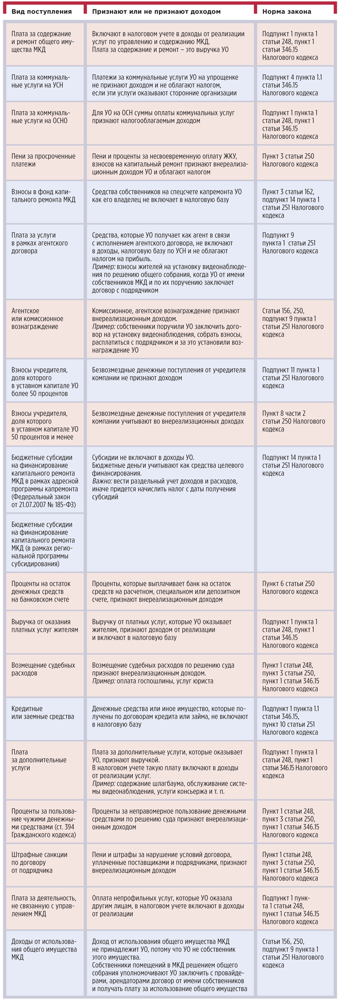 Вид поступления
Признают или не признают доходом
Норма закона
Плата за содержание
и ремонт общего иму-
щества МКД
Включают в налоговом учете в доходы от реализации
услуг по управлению и содержанию МКД.
Плата за содержание и ремонт – это выручка УО
Подпункт 1 пункта 1
статьи 248, пункт 1
статьи 346.15
Налогового кодекса
Плата за коммуналь-
ные услуги на УСН
Платежи за коммунальные услуги УО на упрощенке
не признают доходом и не облагают налогом,
если эти услуги оказывают сторонние организации
Подпункт 4 пункта 1.1
статьи 346.15
Налогового кодекса
Плата за коммуналь-
ные услуги на ОСНО
Для УО на ОСН суммы оплаты коммунальных услуг
признают налогооблагаемым доходом
Подпункт 1 пункта 1
статьи 248, пункт 1
статьи 346.15
Налогового кодекса
Пени за просроченные
платежи
Пени и проценты за несвоевременную оплату ЖКУ,
взносов на капитальный ремонт признают внереализа-
ционным доходом УО и облагают налогом
Пункт 3 статьи 250
Налогового кодекса
Взносы в фонд капи-
тального ремонта МКД
Средства собственников на спецсчете капремонта УО
как его владелец не включает в налоговую базу
Пункт 3 статьи 162,
подпункт 14 пункта 1
статьи 251 Налогового
кодекса
Плата за услуги
в рамках агентского
договора
Средства, которые УО получает как агент в связи
с исполнением агентского договора, не включают
в доходы, налоговую базу по УСН и не облагают
налогом на прибыль.
Пример: взносы жителей на установку видеонаблюде-
ния по решению общего собрания, когда УО от имени
собственников МКД и по их поручению заключает
договор с подрядчиком
Подпункт 9
пункта 1 статьи 251
Налогового кодекса
Агентское
или комиссионное
вознаграждение
Комиссионное, агентское вознаграждение признают
внереализационным доходом.
Пример: собственники поручили УО заключить дого-
вор на установку видеонаблюдения, собрать взносы,
расплатиться с подрядчиком и за это установили воз-
награждение УО
Статьи 156, 250,
подпункт 9 пункта 1
статьи 251 Налогового
кодекса
Взносы учредителя,
доля которого
в уставном капитале УО
более 50 процентов
Безвозмездные денежные поступления от учредителя
компании не признают доходом
Подпункт 11 пункта 1
статьи 251 Налогового
кодекса
Взносы учредителя,
доля которого
в уставном капитале УО
50 процентов и менее
Безвозмездные денежные поступления от учредителя
компании учитывают во внереализационных доходах
Пункт 8 части 2
статьи 250 Налогового
кодекса
Бюджетные субсидии
на финансирование
капитального ремонта
МКД в рамках адресной
программы капремонта
(Федеральный закон
от 21.07.2007 № 185-ФЗ)
Субсидии не включают в доходы УО.
Бюджетные деньги учитывают как средства целевого
финансирования.
Важно: вести раздельный учет доходов и расходов,
иначе придется начислить налог с даты получения
субсидий
Подпункт 14 пункта 1
статьи 251 Налогового
кодекса
Бюджетные субсидии
на финансирование
капитального ремонта
МКД (в рамках регио-
нальной программы
субсидирования)
Проценты на остаток
денежных средств
на банковском счете
Проценты, которые выплачивает банк на остаток
средств на расчетном, специальном или депозитном
счете, признают внереализационным доходом
Пункт 6 статьи 250
Налогового кодекса
Выручка от оказания
платных услуг жителям
Выручку от платных услуг, которые УО оказывает
жителям, признают доходом от реализации
и включают в налоговую базу
Подпункт 1 пункта 1
статьи 248, пункт 1
статьи 346.15
Налогового кодекса
Возмещение судебных
расходов
Возмещение судебных расходов по решению суда
признают внереализационным доходом.
Пример: оплата госпошлины, услуг юриста
Пункт 1 статьи 248,
пункт 3 статьи 250,
пункт 1 статьи 346.15
Налогового кодекса
Кредитные
или заемные средства
Денежные средства или иное имущество, которые по-
лучены по договорам кредита или займа, не включают
в налоговую базу
Подпункт 1 пункта 1.1
статьи 346.15,
пункт 10 статьи 251
Налогового кодекса
Плата
за дополнительные
услуги
Плата за дополнительные услуги, которые оказывает
УО, признают выручкой.
В налоговом учете такую плату включают в доходы
от реализации услуг.
Пример: содержание шлагбаума, обслуживание систе-
мы видеонаблюдения, услуги консьержа и т. п.
Подпункт 1 пункта 1
статьи 248, пункт 1
статьи 346.15 Налогового
кодекса
Проценты за пользова-
ние чужими денежны-
ми средствами (ст. 394
Гражданского кодекса)
Проценты за неправомерное пользование денежными
средствами по решению суда признают внереализаци-
онным доходом
Пункт 1 статьи 248,
пункт 3 статьи 250,
пункт 1 статьи 346.15
Налогового кодекса
Штрафные санкции
по договору
от подрядчика
Пени и штрафы за нарушение условий договора,
уплаченные поставщиками и подрядчиками, признают
внереализационным доходом
Пункт 1 статьи 248,
пункт 3 статьи 250,
пункт 1 статьи 346.15
Налогового кодекса
Плата за деятельность,
не связанную с управ-
лением МКД
Оплата непрофильных услуг, которые УО оказала
другим лицам, в налоговом учете включают в доходы
от реализации
Подпункт 1 пунк-
та 1 статьи 248,
пункт 1 статьи 346.15
Налогового кодекса
Доходы от использова-
ния общего имущества
МКД
Доход от использования общего имущества МКД
не принадлежит УО, потому что УО не собственник
этого имущества.
Собственники помещений в МКД решением общего
собрания уполномочивают УО заключить с провайде-
рами, арендаторами договор от имени собственников
и получать плату за использование общего имущества
Статьи 156, 250,
подпункт 9 пункта 1
статьи 251 Налогового
кодекса